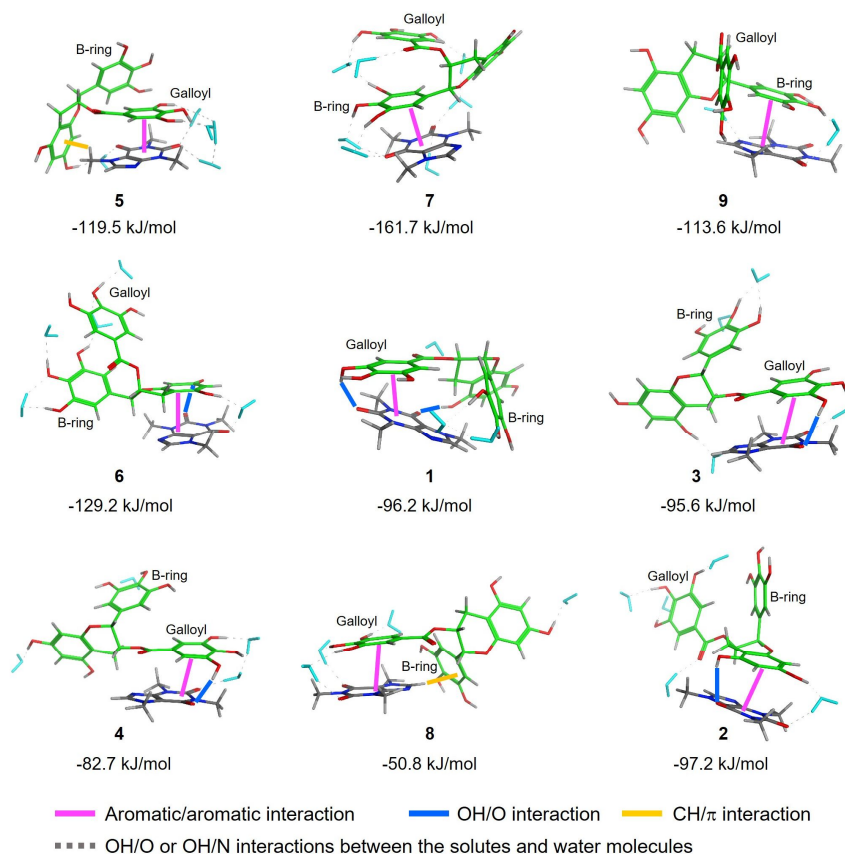 B-ring
Galloyl
5
-119.5 kJ/mol
Galloyl
B-ring
7
-161.7 kJ/mol
Galloyl
B-ring
9
-113.6 kJ/mol
Galloyl
B-ring
6
-129.2 kJ/mol
Galloyl
B-ring
1
-96.2 kJ/mol
B-ring
Galloyl
3
-95.6 kJ/mol
B-ring
Galloyl
4
-82.7 kJ/mol
Galloyl
B-ring
8
-50.8 kJ/mol
Galloyl
B-ring
2
-97.2 kJ/mol
Aromatic/aromatic interaction
OH/O interaction
CH/π interaction
OH/O or OH/N interactions between the solutes and water molecules